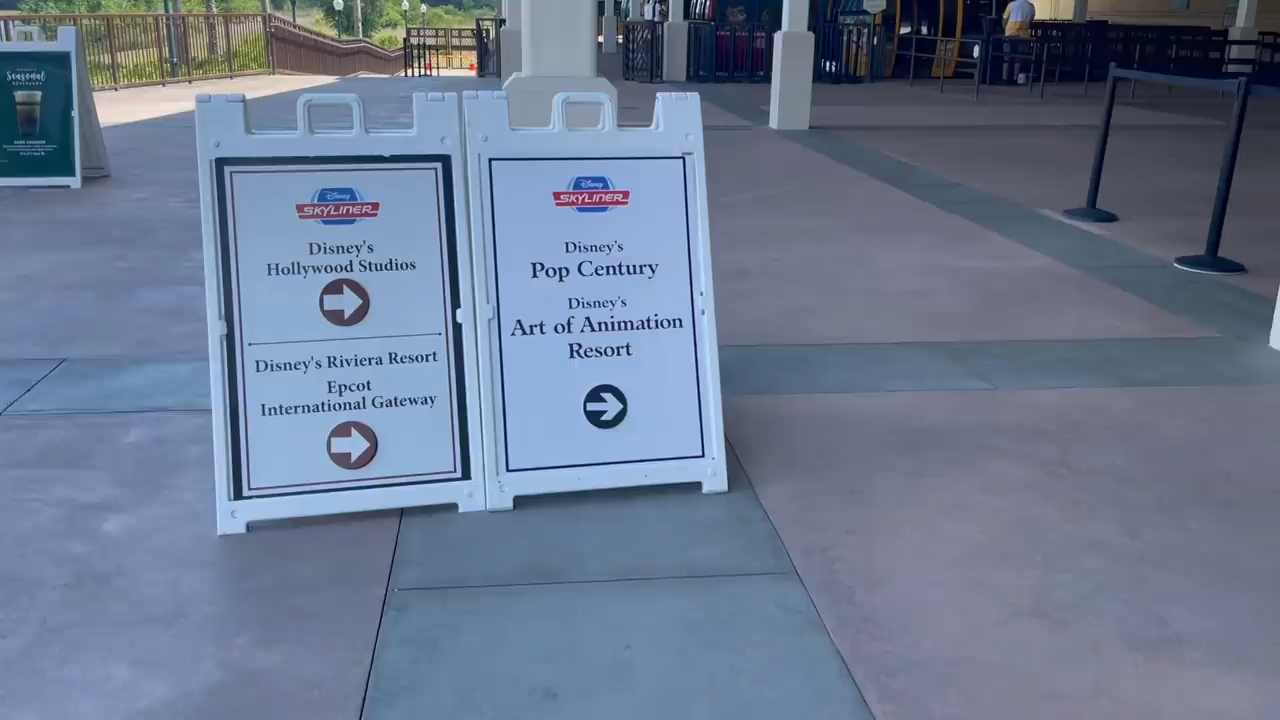 Seasonal
Disney
SKYLINER
Disney's
Hollywood Studios
Disney's Riviera Resort
Epcot
International Gateway
Disney
SKYLINER
Disney's
Pop Century
Disney's
Art of Animation
Resort